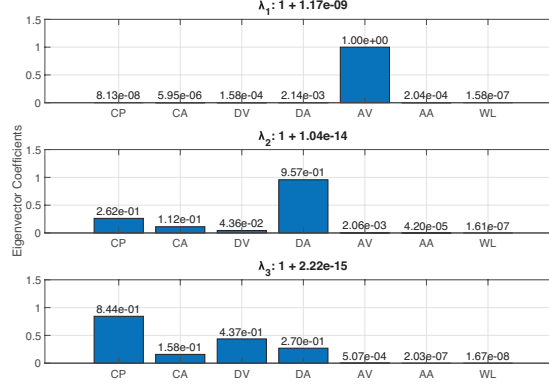 λ1: 1 + 1.17e-09
1.5
1
0.5
0
8.13e-08 5.95e-06 1.58e-04 2.14e-03 1.00e+00 2.04e-04 1.58e-07
CP CA DV DA AV AA WL
λ2: 1 + 1.04e-14
Eigenvector Coefficients
1.5
1
0.5
0
2.62e-01 1.12e-01 4.36e-02 9.57e-01 2.06e-03 4.20e-05 1.61e-07
CP CA DV DA AV AA WL
λ3: 1 + 2.22e-15
1.5
1
0.5
0
8.44e-01 1.58e-01 4.37e-01 2.70e-01 5.07e-04 2.03e-07 1.67e-08
CP CA DV DA AV AA WL